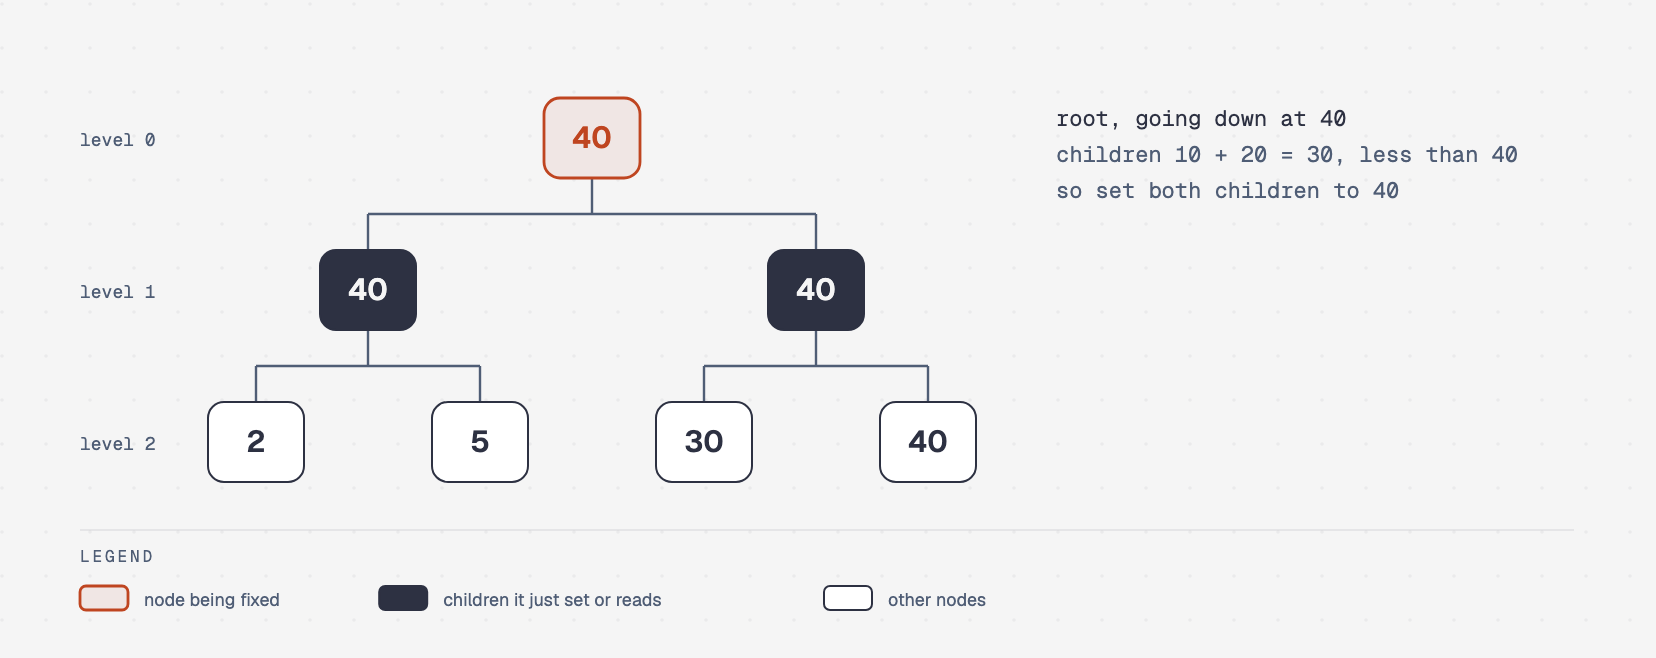 level 0
40
root, going down at 40
children 10 + 20 = 30, less than 40
so set both children to 40
level 1
40
40
level 2
2
5
30
40
LEGEND
node being fixed
children it just set or reads
other nodes